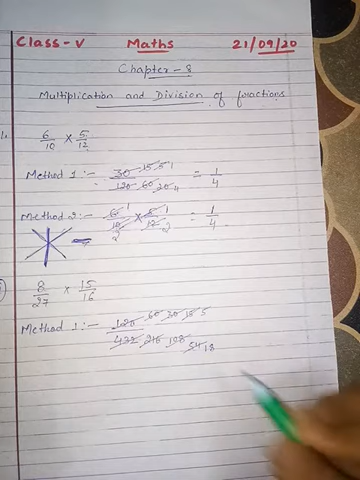 Class-V Maths 21/09/20
Chapter-8
Multiplication and Division of fractions
6/10 × 5/12
Method 1:- 30 15 5 1 / 120 60 20 4 = 1/4
Method 2:- 6 1 / 10 2 × 5 1 / 12 2 = 1/4
8/27 × 15/16
Method 1:- 120 60 30 15 5 / 432 216 108 54 18